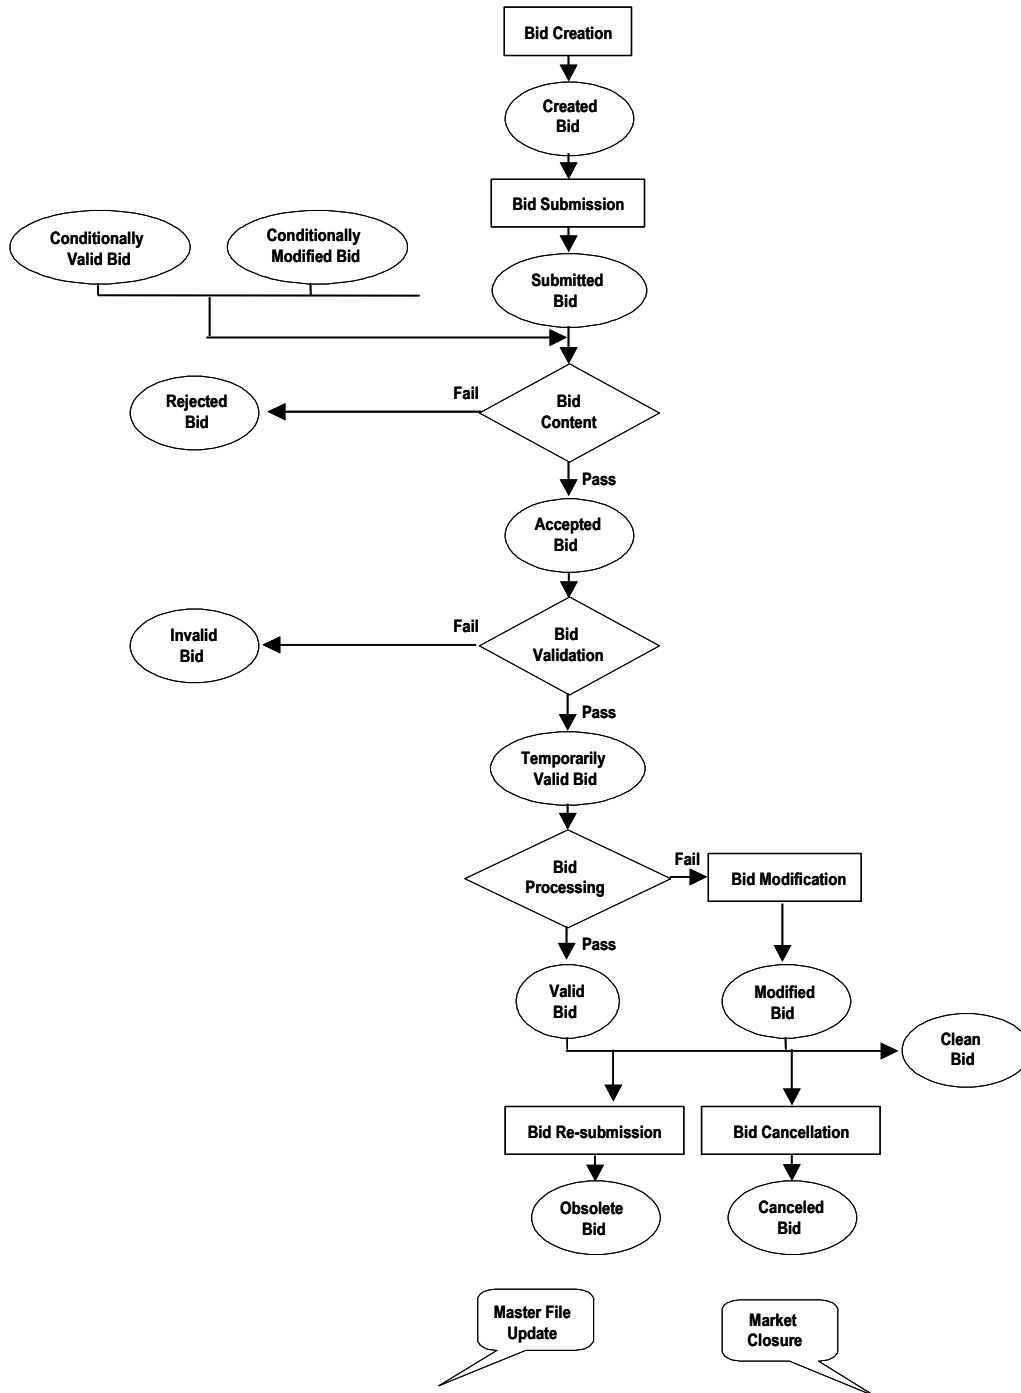 Bid Creation
Created
Bid
Bid Submission
Conditionally
Valid Bid
Conditionally
Modified Bid
Submitted
Bid
Fail
Rejected
Bid
Bid
Content
Pass
Accepted
Bid
Fail
Invalid
Bid
Bid
Validation
Pass
Temporarily
Valid Bid
Bid
Processing
Fail
Bid Modification
Pass
Valid
Bid
Modified
Bid
Clean
Bid
Bid Re-submission
Bid Cancellation
Obsolete
Bid
Canceled
Bid
Master File
Update
Market
Closure